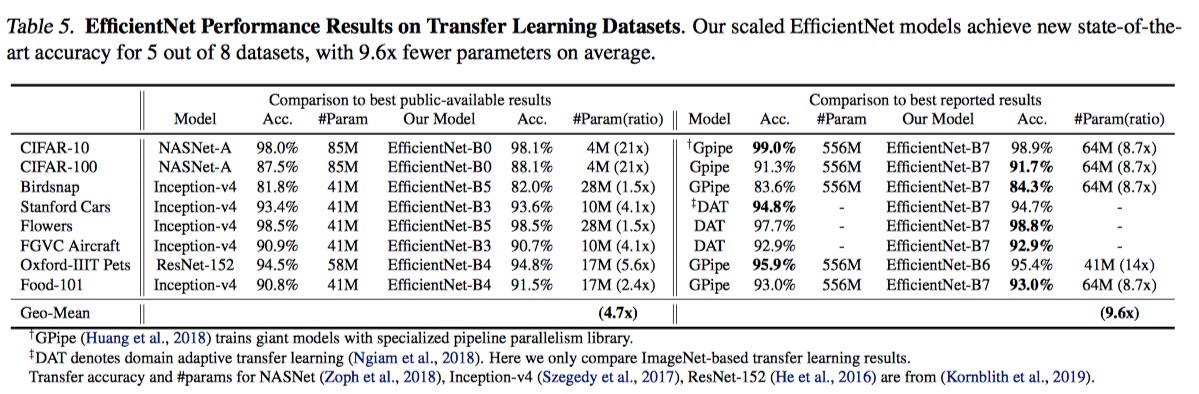 Table 5. EfficientNet Performance Results on Transfer Learning Datasets. Our scaled EfficientNet models achieve new state-of-the-
art accuracy for 5 out of 8 datasets, with 9.6x fewer parameters on average.
Comparison to best public-available results Comparison to best reported results
Model Acc. #Param Our Model Acc. #Param(ratio) Model Acc. #Param Our Model Acc. #Param(ratio)
CIFAR-10 NASNet-A 98.0% 85M EfficientNet-B0 98.1% 4M (21x) †Gpipe 99.0% 556M EfficientNet-B7 98.9% 64M (8.7x)
CIFAR-100 NASNet-A 87.5% 85M EfficientNet-B0 88.1% 4M (21x) Gpipe 91.3% 556M EfficientNet-B7 91.7% 64M (8.7x)
Birdsnap Inception-v4 81.8% 41M EfficientNet-B5 82.0% 28M (1.5x) GPipe 83.6% 556M EfficientNet-B7 84.3% 64M (8.7x)
Stanford Cars Inception-v4 93.4% 41M EfficientNet-B3 93.6% 10M (4.1x) ‡DAT 94.8% - EfficientNet-B7 94.7% -
Flowers Inception-v4 98.5% 41M EfficientNet-B5 98.5% 28M (1.5x) DAT 97.7% - EfficientNet-B7 98.8% -
FGVC Aircraft Inception-v4 90.9% 41M EfficientNet-B3 90.7% 10M (4.1x) DAT 92.9% - EfficientNet-B7 92.9% -
Oxford-IIIT Pets ResNet-152 94.5% 58M EfficientNet-B4 94.8% 17M (5.6x) GPipe 95.9% 556M EfficientNet-B6 95.4% 41M (14x)
Food-101 Inception-v4 90.8% 41M EfficientNet-B4 91.5% 17M (2.4x) GPipe 93.0% 556M EfficientNet-B7 93.0% 64M (8.7x)
Geo-Mean (4.7x) (9.6x)
†GPipe (Huang et al., 2018) trains giant models with specialized pipeline parallelism library.
‡DAT denotes domain adaptive transfer learning (Ngiam et al., 2018). Here we only compare ImageNet-based transfer learning results.
Transfer accuracy and #params for NASNet (Zoph et al., 2018), Inception-v4 (Szegedy et al., 2017), ResNet-152 (He et al., 2016) are from (Kornblith et al., 2019).